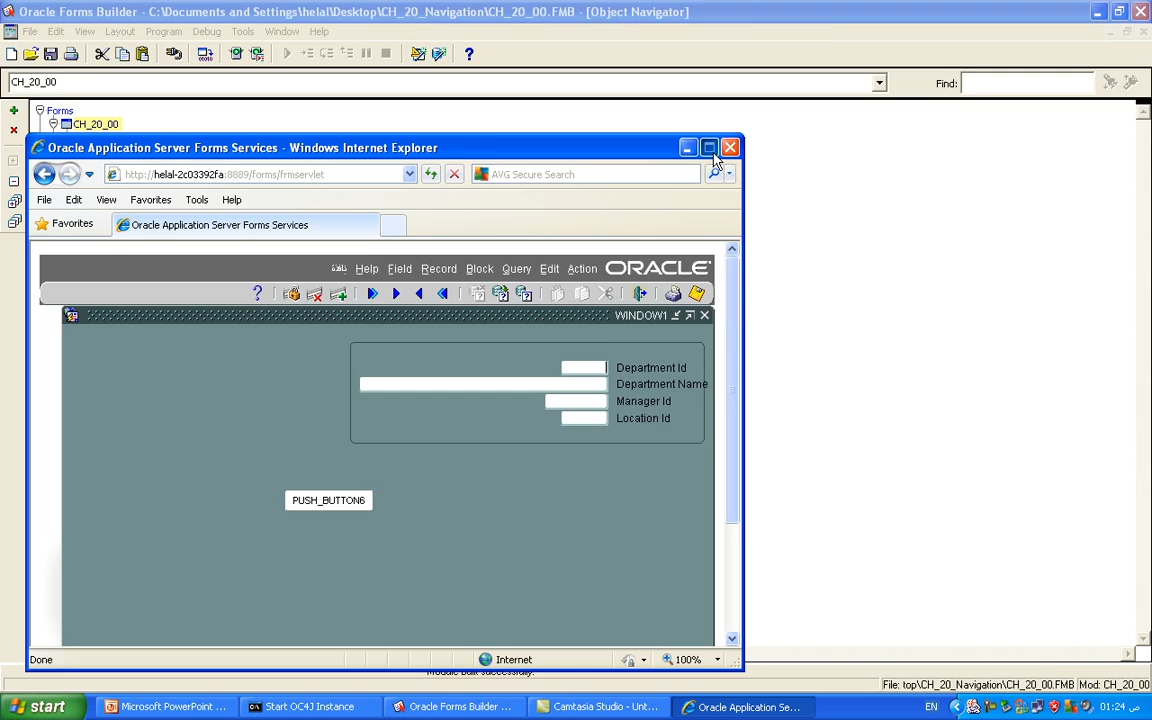 Oracle Forms Builder - C:\Documents and Settings\helal\Desktop\CH_20_Navigation\CH_20_00.FMB - [Object Navigator]
File Edit View Layout Program Debug Tools Window Help
CH_20_00
Find:
Forms
CH_20_00
Oracle Application Server Forms Services - Windows Internet Explorer
http://helal-2c03392fa:8889/forms/frmservlet
AVG Secure Search
File Edit View Favorites Tools Help
Favorites
Oracle Application Server Forms Services
نافذة Help Field Record Block Query Edit Action ORACLE
WINDOW1
Department Id
Department Name
Manager Id
Location Id
PUSH_BUTTON6
Done
Internet
100%
Module built successfully.
File: top\CH_20_Navigation\CH_20_00.FMB Mod: CH_20_00
start
Microsoft PowerPoint ...
Start OC4J Instance
Oracle Forms Builder ...
Camtasia Studio - Unt...
Oracle Application Se...
EN
01:24 ص